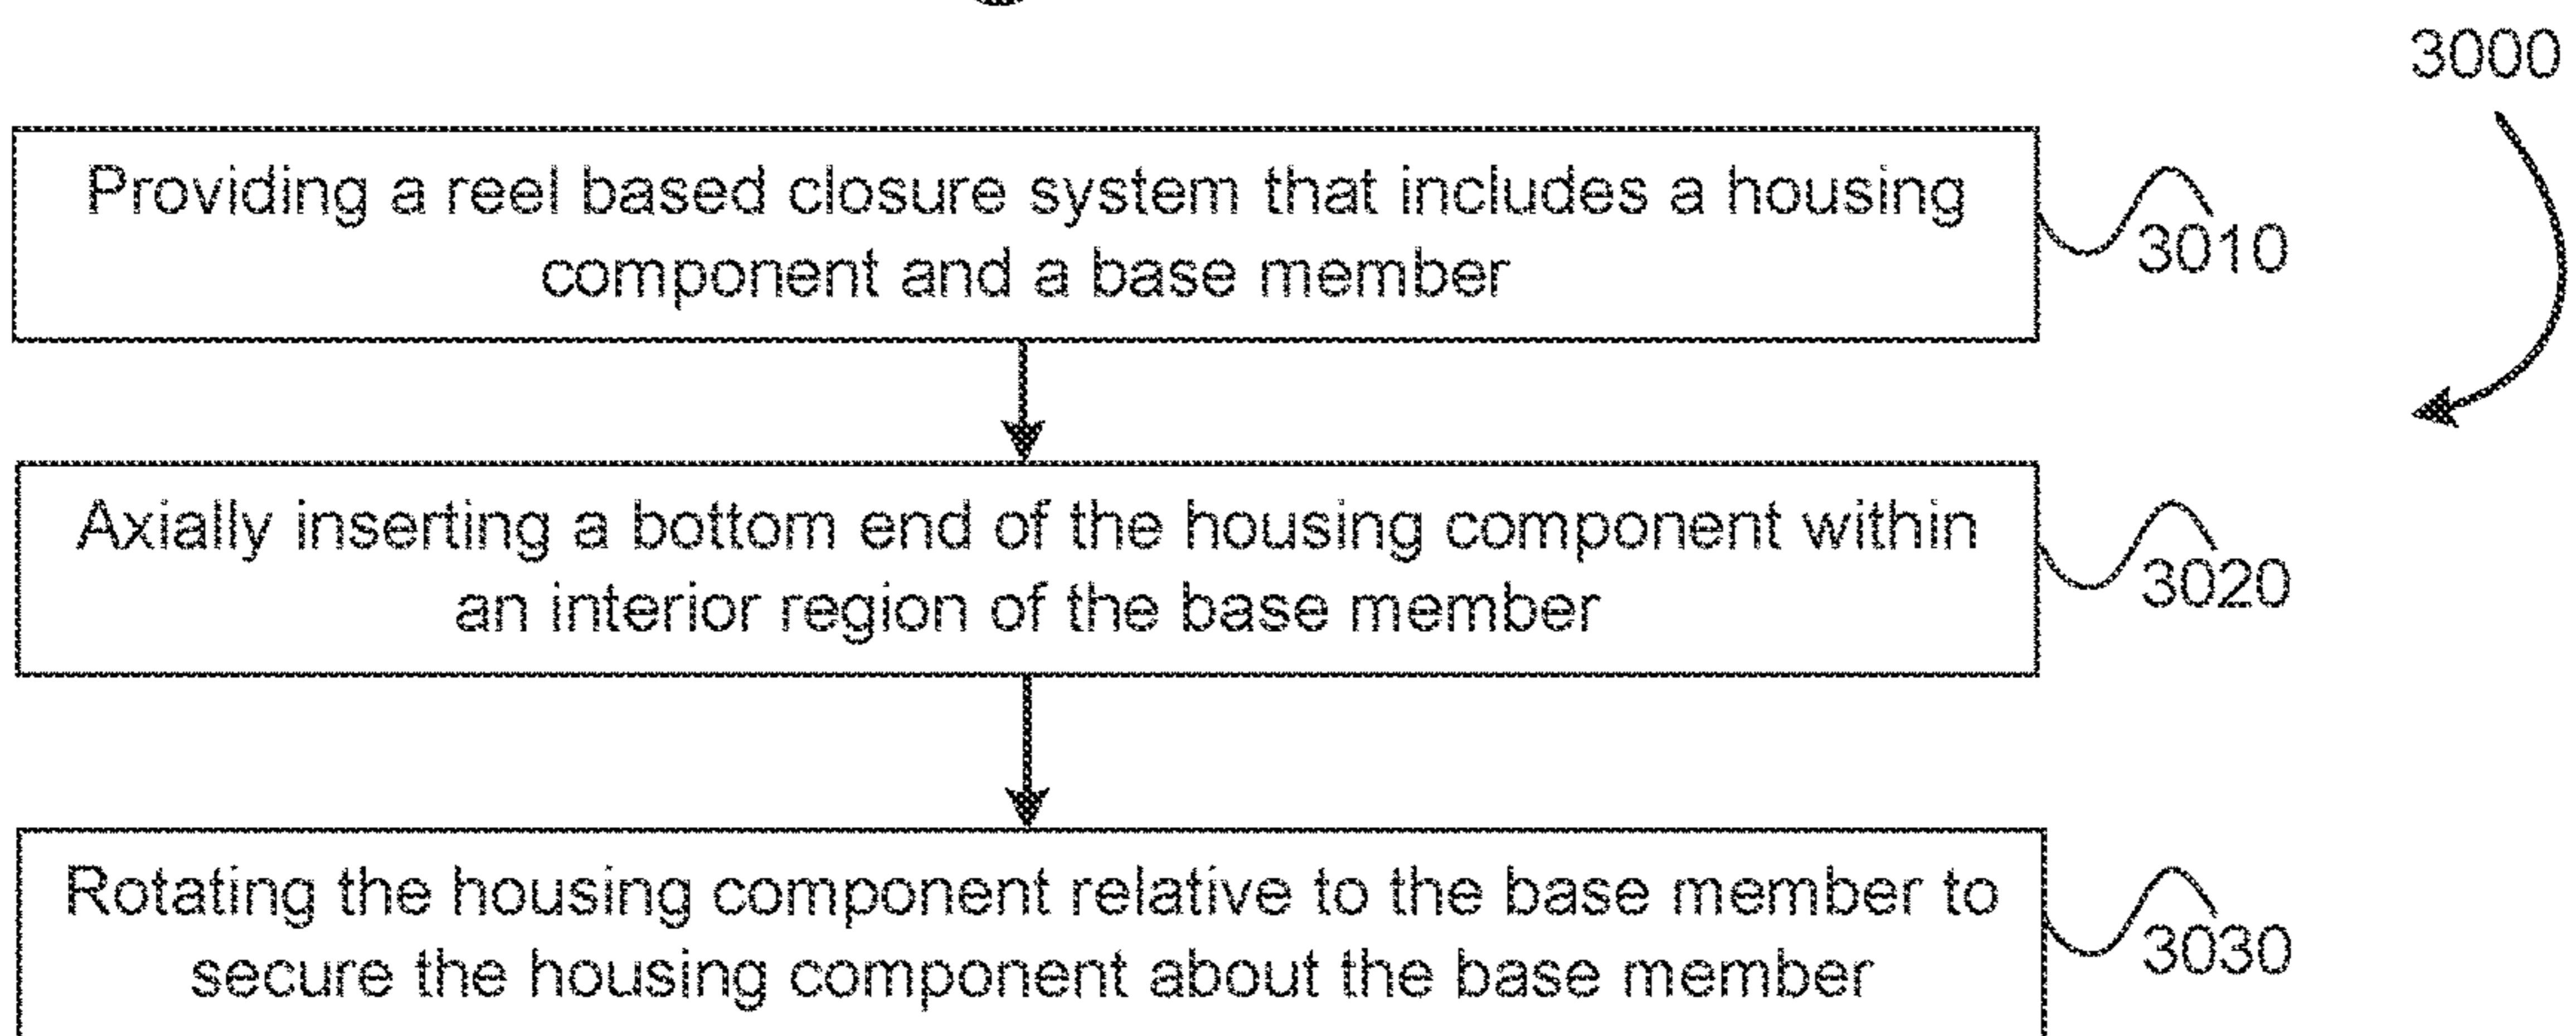 3000
Providing a reel based closure system that includes a housing
component and a base member
3010
Axially inserting a bottom end of the housing component within
an interior region of the base member
3020
Rotating the housing component relative to the base member to
secure the housing component about the base member
3030